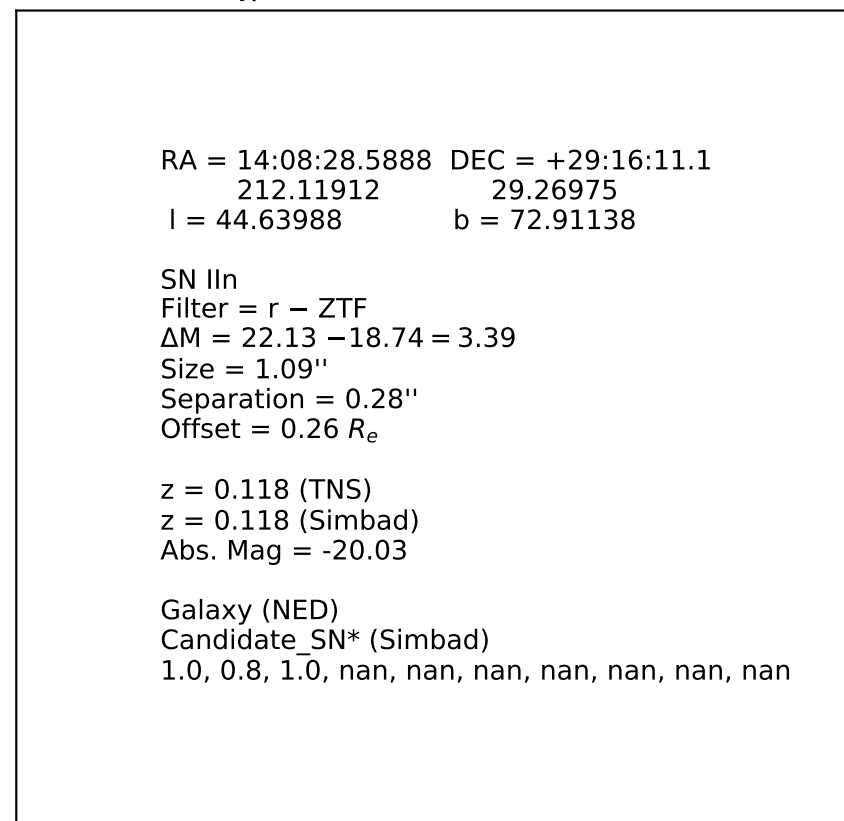 RA = 14:08:28.5888 DEC = +29:16:11.1
212.11912 29.26975
l = 44.63988 b = 72.91138
SN IIn
Filter = r − ZTF
ΔM = 22.13 −18.74 = 3.39
Size = 1.09''
Separation = 0.28''
Offset = 0.26 Re
z = 0.118 (TNS)
z = 0.118 (Simbad)
Abs. Mag = -20.03
Galaxy (NED)
Candidate_SN* (Simbad)
1.0, 0.8, 1.0, nan, nan, nan, nan, nan, nan, nan